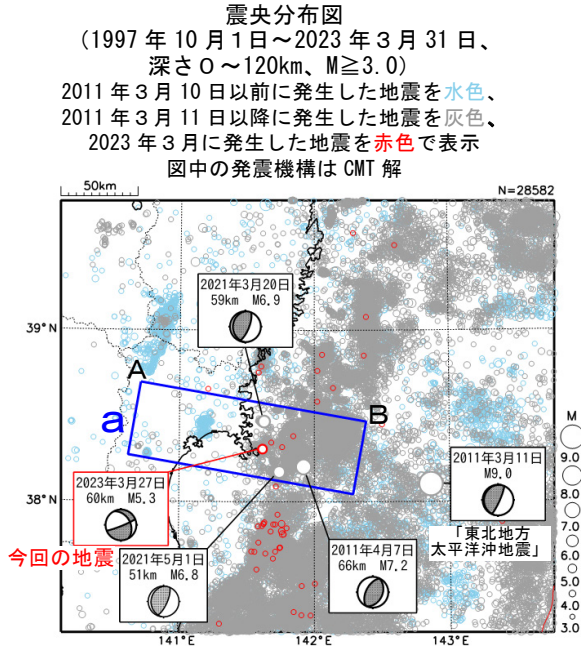 震央分布図
(1997 年 10 月１日～2023 年３月 31 日、
深さ０～120km、M≧3.0)
2011 年３月 10 日以前に発生した地震を水色、
2011 年３月 11 日以降に発生した地震を灰色、
2023 年３月に発生した地震を赤色で表示
図中の発震機構は CMT 解
50km
N=28582
2021年3月20日
59km M6.9
39°N
A
B
a
M
9.0
8.0
7.0
6.0
5.0
4.0
3.0
2011年3月11日
M9.0
「東北地方
太平洋沖地震」
2023年3月27日
60km M5.3
38°N
今回の地震
2021年5月1日
51km M6.8
2011年4月7日
66km M7.2
141°E
142°E
143°E